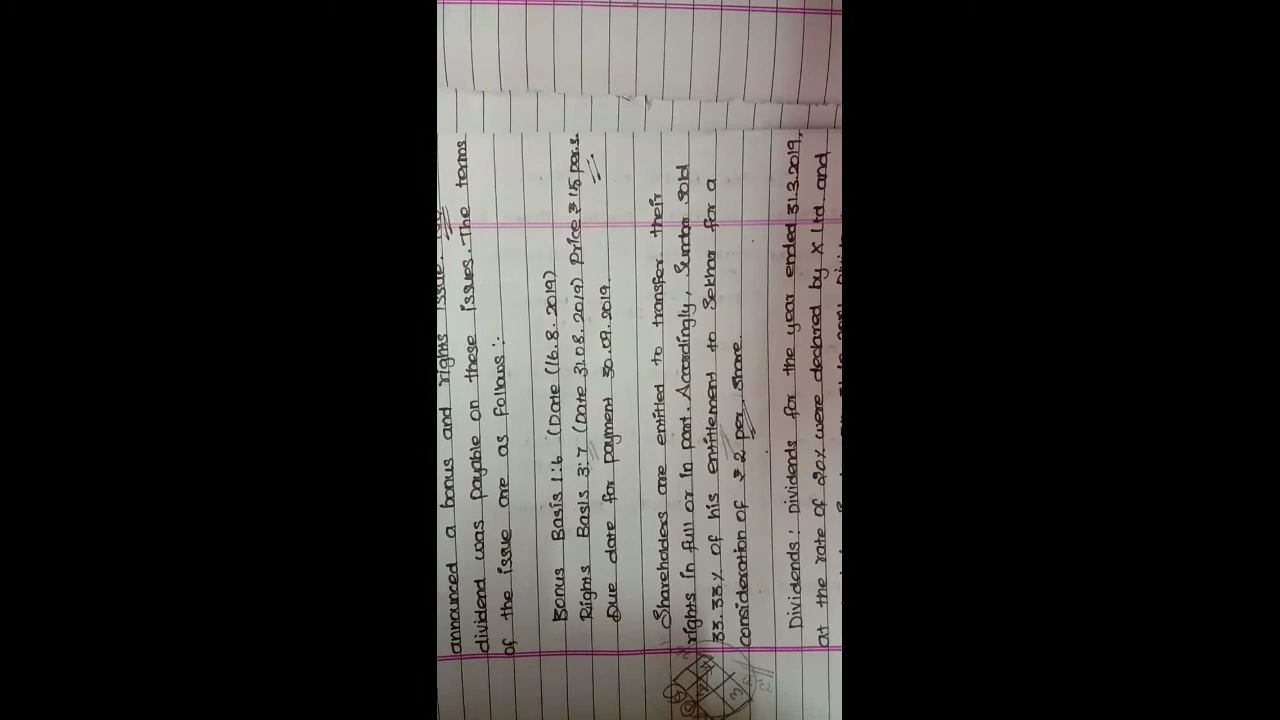 announced a bonus and rights issue.
dividend was payable on these issues. The terms
of the issue are as follows :-
Bonus Basis 1:6 (Date (16.8.2019)
Rights Basis 3:7 (Date 31.08.2019) Price ₹ 15 per.s.
Due date for payment 30.09.2019.
Shareholders are entitled to transfer their
rights in full or in part. Accordingly, Sundar sold
33.33% of his entitlement to Sekhar for a
consideration of ₹ 2 per share.
Dividends: Dividends for the year ended 31.3.2019,
at the rate of 20% were declared by X Ltd and